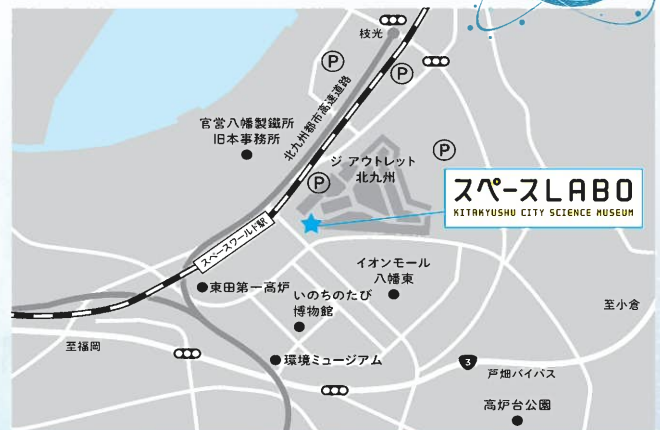 枝光
P
P
北九州都市高速道路
官営八幡製鐵所
旧本事務所
P
ジ アウトレット
北九州
P
スペースLABO
KITAKYUSHU CITY SCIENCE MUSEUM
スペースワールド駅
イオンモール
八幡東
東田第一高炉
いのちのたび
博物館
至小倉
至福岡
環境ミュージアム
3
戸畑バイパス
高炉台公園